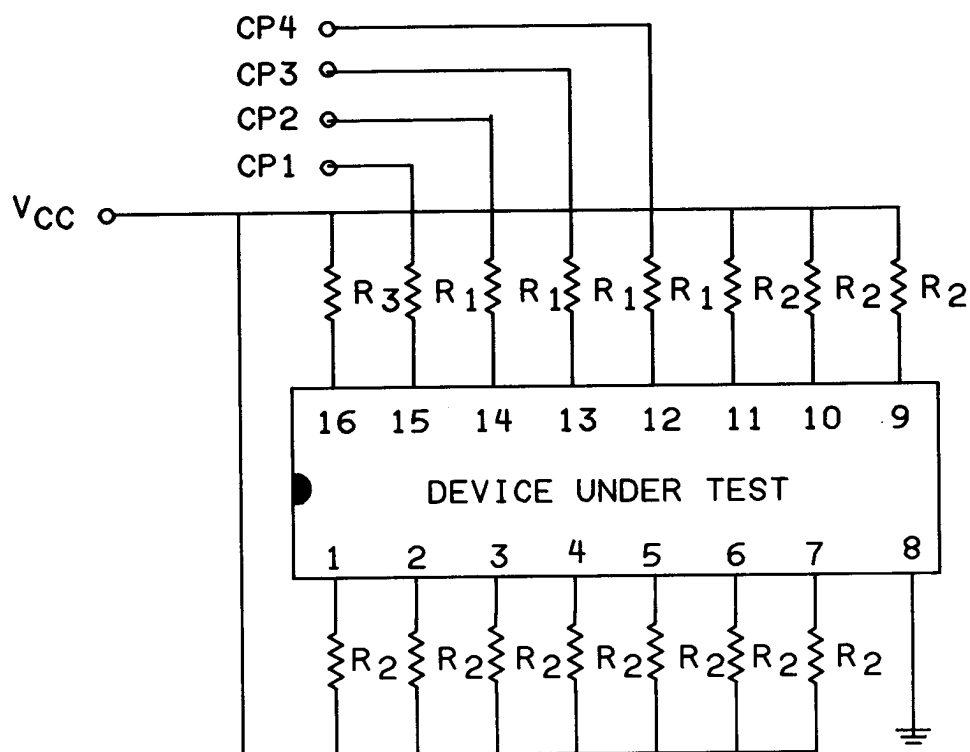 CP4
CP3
CP2
CP1
VCC
R3 R1 R1 R1 R1 R2 R2 R2
16 15 14 13 12 11 10 9
DEVICE UNDER TEST
1 2 3 4 5 6 7 8
R2 R2 R2 R2 R2 R2 R2